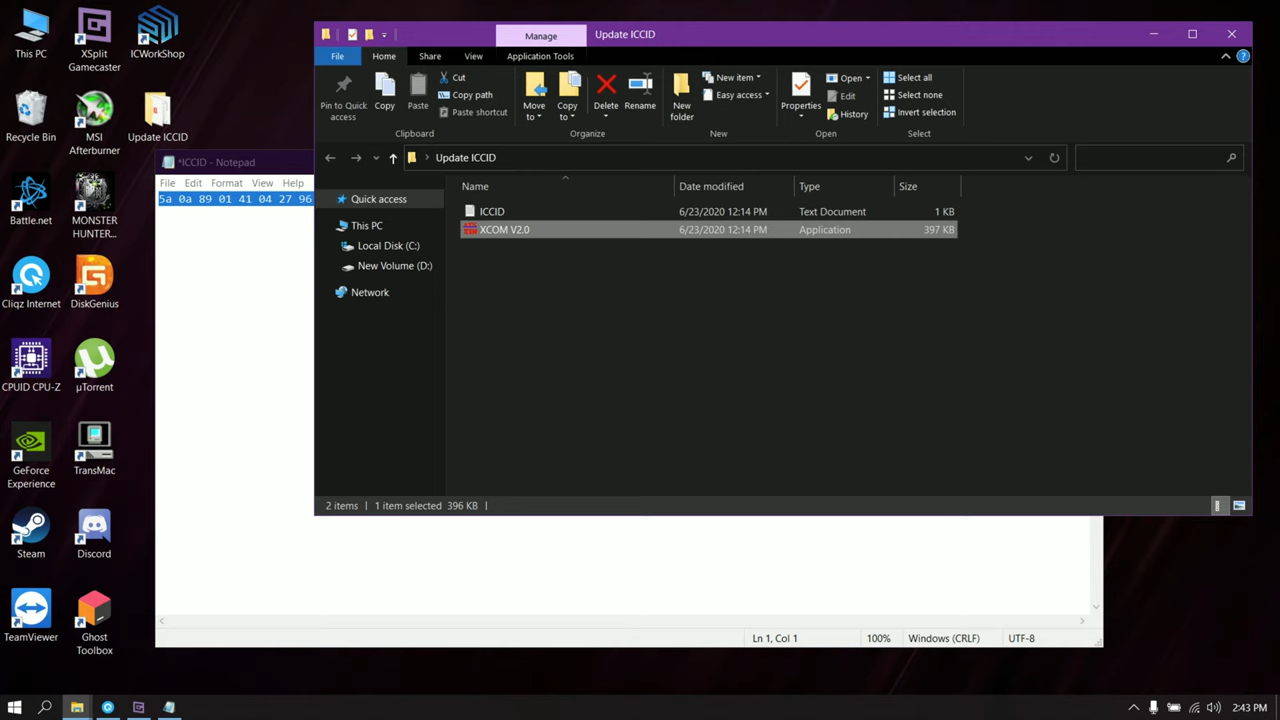 This PC
XSplit
Gamecaster
ICWorkShop
Recycle Bin
MSI
Afterburner
Update ICCID
Battle.net
MONSTER
HUNTER...
Cliqz Internet
DiskGenius
CPUID CPU-Z
µTorrent
GeForce
Experience
TransMac
Steam
Discord
TeamViewer
Ghost
Toolbox
*ICCID - Notepad
File Edit Format View Help
5a 0a 89 01 41 04 27 96
Ln 1, Col 1 100% Windows (CRLF) UTF-8
Manage Update ICCID
File Home Share View Application Tools
Pin to Quick
access
Copy
Paste
Cut
Copy path
Paste shortcut
Clipboard
Move
to
Copy
to
Delete
Rename
Organize
New
folder
New item
Easy access
New
Properties
Open
Edit
History
Open
Select all
Select none
Invert selection
Select
Update ICCID
Quick access
This PC
Local Disk (C:)
New Volume (D:)
Network
Name Date modified Type Size
ICCID 6/23/2020 12:14 PM Text Document 1 KB
XCOM V2.0 6/23/2020 12:14 PM Application 397 KB
2 items 1 item selected 396 KB
2:43 PM